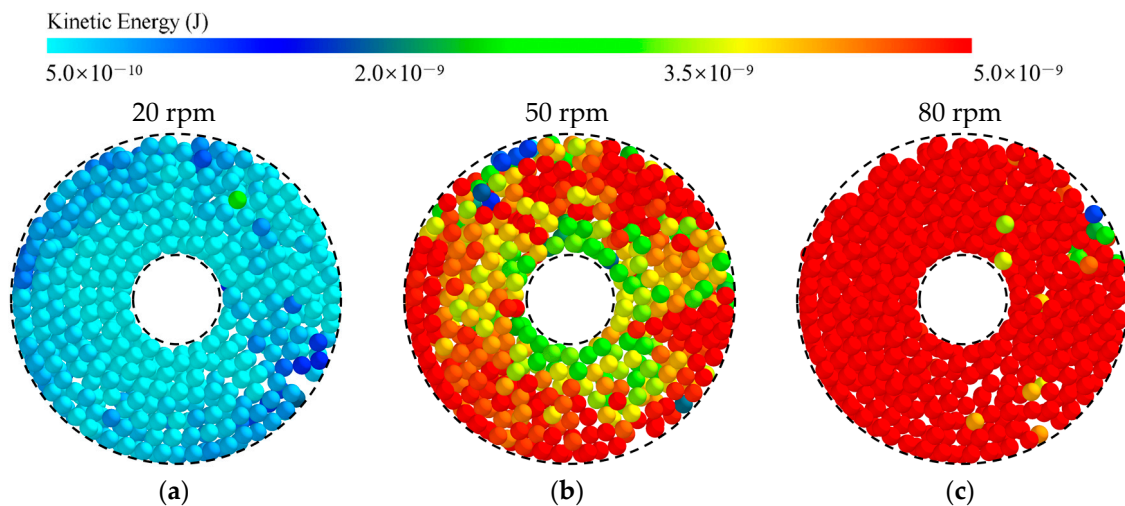 Kinetic Energy (J)
5.0×10⁻¹⁰ 2.0×10⁻⁹ 3.5×10⁻⁹ 5.0×10⁻⁹
20 rpm 50 rpm 80 rpm
(a) (b) (c)